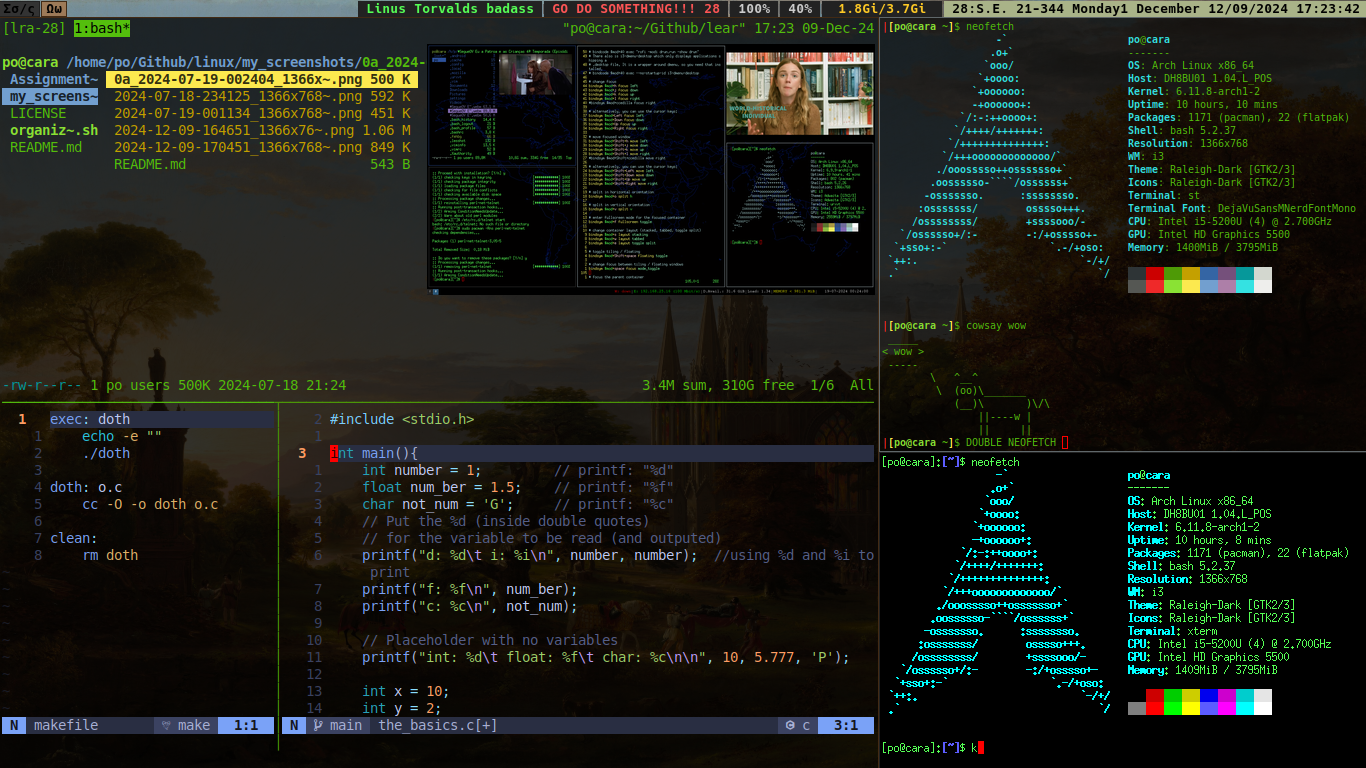 Σσ/ς Ωω Linus Torvalds badass GO DO SOMETHING!!! 28 100% 40% 1.8Gi/3.7Gi 28:S.E. 21-344 Monday1 December 12/09/2024 17:23:42
[lra-28] 1:bash* "po@cara:~/Github/lear" 17:23 09-Dec-24
po@cara /home/po/Github/linux/my_screenshots/0a_2024-
Assignment~ 0a_2024-07-19-002404_1366x~.png 500 K
my_screens~ 2024-07-18-234125_1366x768~.png 592 K
LICENSE 2024-07-19-001134_1366x768~.png 451 K
organiz~.sh 2024-12-09-164651_1366x76~.png 1.06 M
README.md 2024-12-09-170451_1366x768~.png 849 K
README.md 543 B
WORLD-HISTORICAL
INDIVIDUAL
-rw-r--r-- 1 po users 500K 2024-07-18 21:24 3.4M sum, 310G free 1/6 All
1 exec: doth
1 echo -e ""
2 ./doth
3
4 doth: o.c
5 cc -O -o doth o.c
6
7 clean:
8 rm doth
N makefile make 1:1
2 #include <stdio.h>
1
3 int main(){
1 int number = 1; // printf: "%d"
2 float num_ber = 1.5; // printf: "%f"
3 char not_num = 'G'; // printf: "%c"
4 // Put the %d (inside double quotes)
5 // for the variable to be read (and outputed)
6 printf("d: %d\t i: %i\n", number, number); //using %d and %i to
print
7 printf("f: %f\n", num_ber);
8 printf("c: %c\n", not_num);
9
10 // Placeholder with no variables
11 printf("int: %d\t float: %f\t char: %c\n\n", 10, 5.777, 'P');
12
13 int x = 10;
14 int y = 2;
N main the_basics.c[+] c 3:1
|[po@cara ~]$ neofetch
po@cara
-------
OS: Arch Linux x86_64
Host: DH8BU01 1.04.L_POS
Kernel: 6.11.8-arch1-2
Uptime: 10 hours, 10 mins
Packages: 1171 (pacman), 22 (flatpak)
Shell: bash 5.2.37
Resolution: 1366x768
WM: i3
Theme: Raleigh-Dark [GTK2/3]
Icons: Raleigh-Dark [GTK2/3]
Terminal: st
Terminal Font: DejaVuSansMNerdFontMono
CPU: Intel i5-5200U (4) @ 2.700GHz
GPU: Intel HD Graphics 5500
Memory: 1400MiB / 3795MiB
|[po@cara ~]$ cowsay wow
< wow >
|[po@cara ~]$ DOUBLE NEOFETCH
[po@cara]:[~]$ neofetch
po@cara
-------
OS: Arch Linux x86_64
Host: DH8BU01 1.04.L_POS
Kernel: 6.11.8-arch1-2
Uptime: 10 hours, 8 mins
Packages: 1171 (pacman), 22 (flatpak)
Shell: bash 5.2.37
Resolution: 1366x768
WM: i3
Theme: Raleigh-Dark [GTK2/3]
Icons: Raleigh-Dark [GTK2/3]
Terminal: xterm
CPU: Intel i5-5200U (4) @ 2.700GHz
GPU: Intel HD Graphics 5500
Memory: 1409MiB / 3795MiB
[po@cara]:[~]$ k